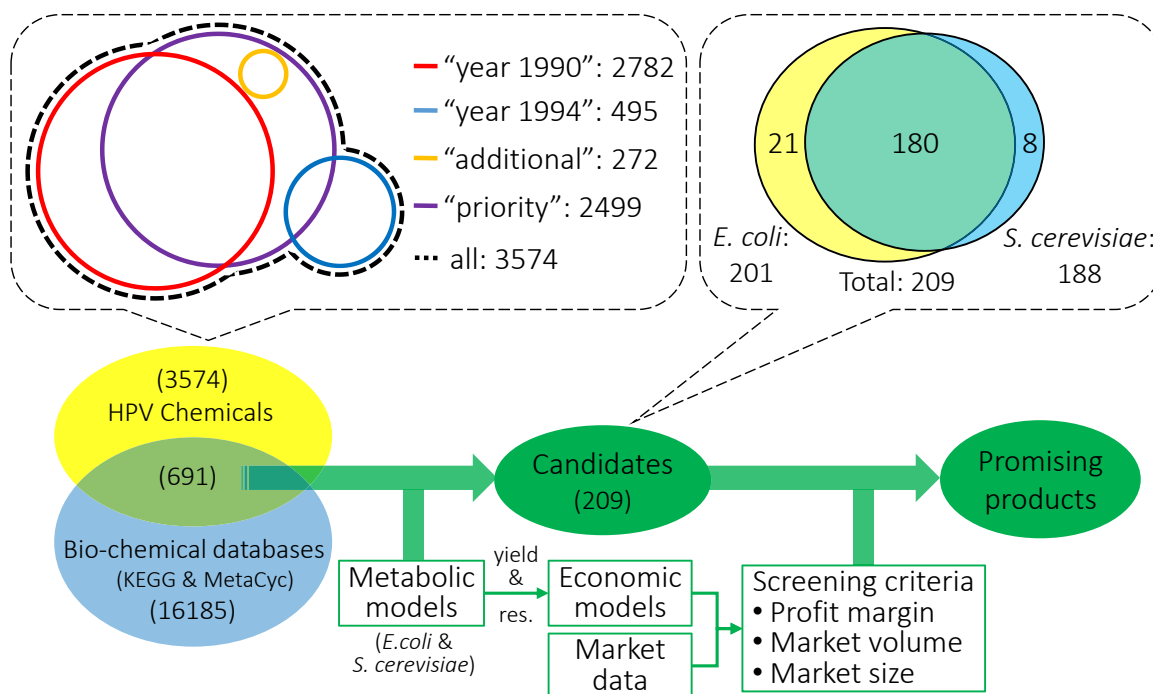 “year 1990”: 2782
“year 1994”: 495
“additional”: 272
“priority”: 2499
all: 3574
21
180
8
E. coli:
201
Total: 209
S. cerevisiae:
188
(3574)
HPV Chemicals
(691)
Bio-chemical databases
(KEGG & MetaCyc)
(16185)
Candidates
(209)
Promising
products
Metabolic
models
(E.coli &
S. cerevisiae)
yield
&
res.
Economic
models
Market
data
Screening criteria
• Profit margin
• Market volume
• Market size